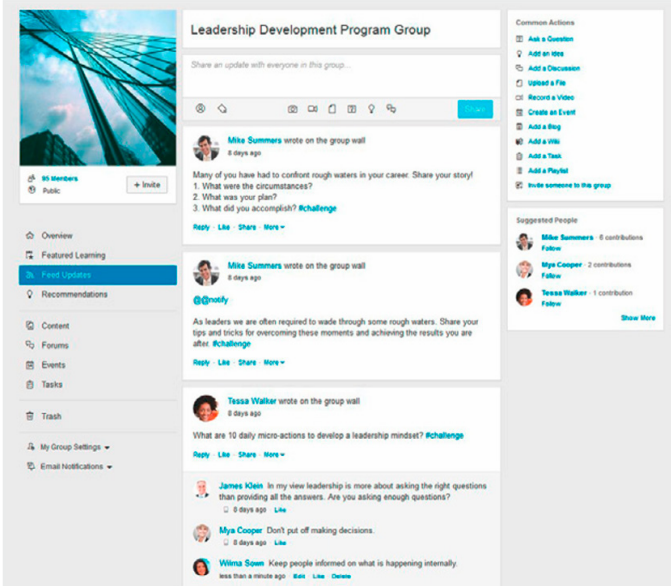 Leadership Development Program Group
Share an update with everyone in this group...
Share
95 Members
Public
+ Invite
Overview
Featured Learning
Feed Updates
Recommendations
Content
Forums
Events
Tasks
Trash
My Group Settings
Email Notifications
Mike Summers wrote on the group wall
8 days ago
Many of you have had to confront rough waters in your career. Share your story!
1. What were the circumstances?
2. What was your plan?
3. What did you accomplish? #challenge
Reply · Like · Share · More
Mike Summers wrote on the group wall
8 days ago
@@notify
As leaders we are often required to wade through some rough waters. Share your
tips and tricks for overcoming these moments and achieving the results you are
after. #challenge
Reply · Like · Share · More
Tessa Walker wrote on the group wall
8 days ago
What are 10 daily micro-actions to develop a leadership mindset? #challenge
Reply · Like · Share · More
James Klein In my view leadership is more about asking the right questions
than providing all the answers. Are you asking enough questions?
8 days ago Like
Mya Cooper Don't put off making decisions.
8 days ago Like
Wilma Sown Keep people informed on what is happening internally.
less than a minute ago Edit Like Delete
Common Actions
Ask a Question
Add an Idea
Add a Discussion
Upload a File
Record a Video
Create an Event
Add a Blog
Add a Wiki
Add a Task
Add a Playlist
Invite someone to this group
Suggested People
Mike Summers - 6 contributions
Follow
Mya Cooper - 2 contributions
Follow
Tessa Walker - 1 contribution
Follow
Show More